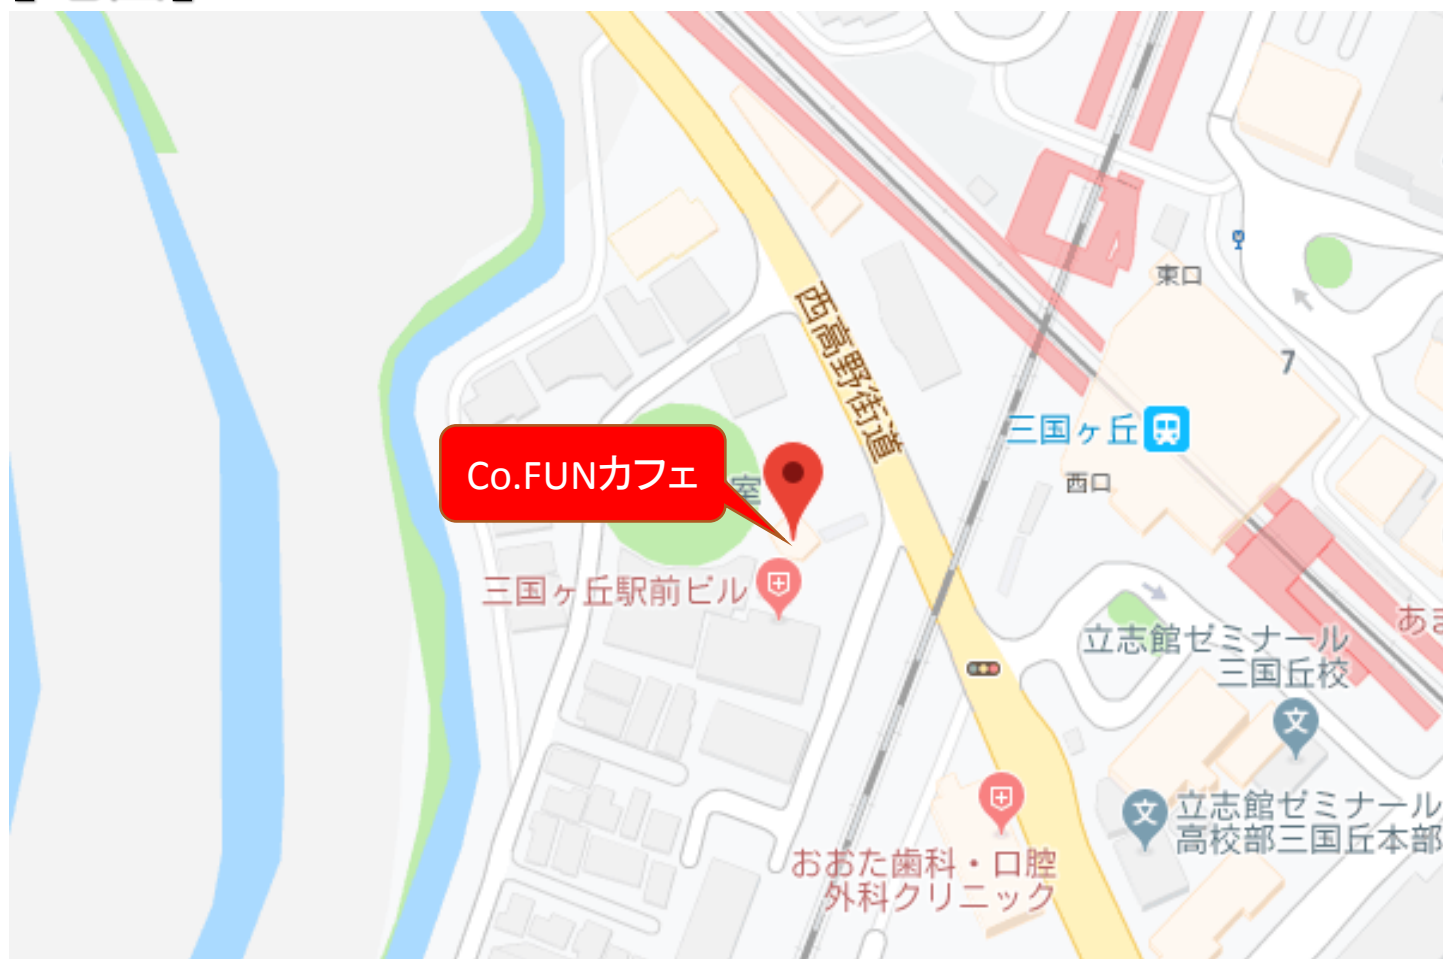 西高野街道
東口
7
三国ヶ丘
西口
Co.FUNカフェ
室
三国ヶ丘駅前ビル
立志館ゼミナール
三国丘校
立志館ゼミナール
高校部三国丘本部
おおた歯科・口腔
外科クリニック